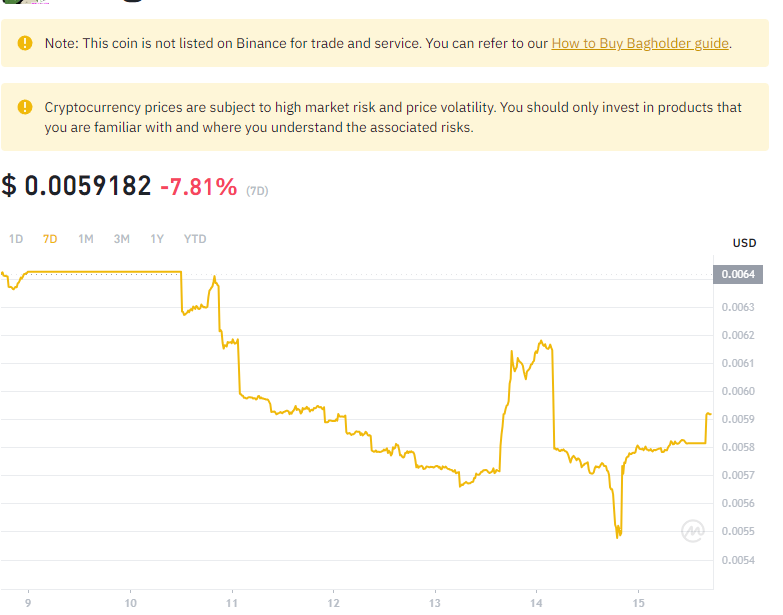 Note: This coin is not listed on Binance for trade and service. You can refer to our How to Buy Bagholder guide.
Cryptocurrency prices are subject to high market risk and price volatility. You should only invest in products that
you are familiar with and where you understand the associated risks.
$ 0.0059182 -7.81% (7D)
1D 7D 1M 3M 1Y YTD
USD
0.0064
0.0063
0.0062
0.0061
0.0060
0.0059
0.0058
0.0057
0.0056
0.0055
0.0054
9 10 11 12 13 14 15